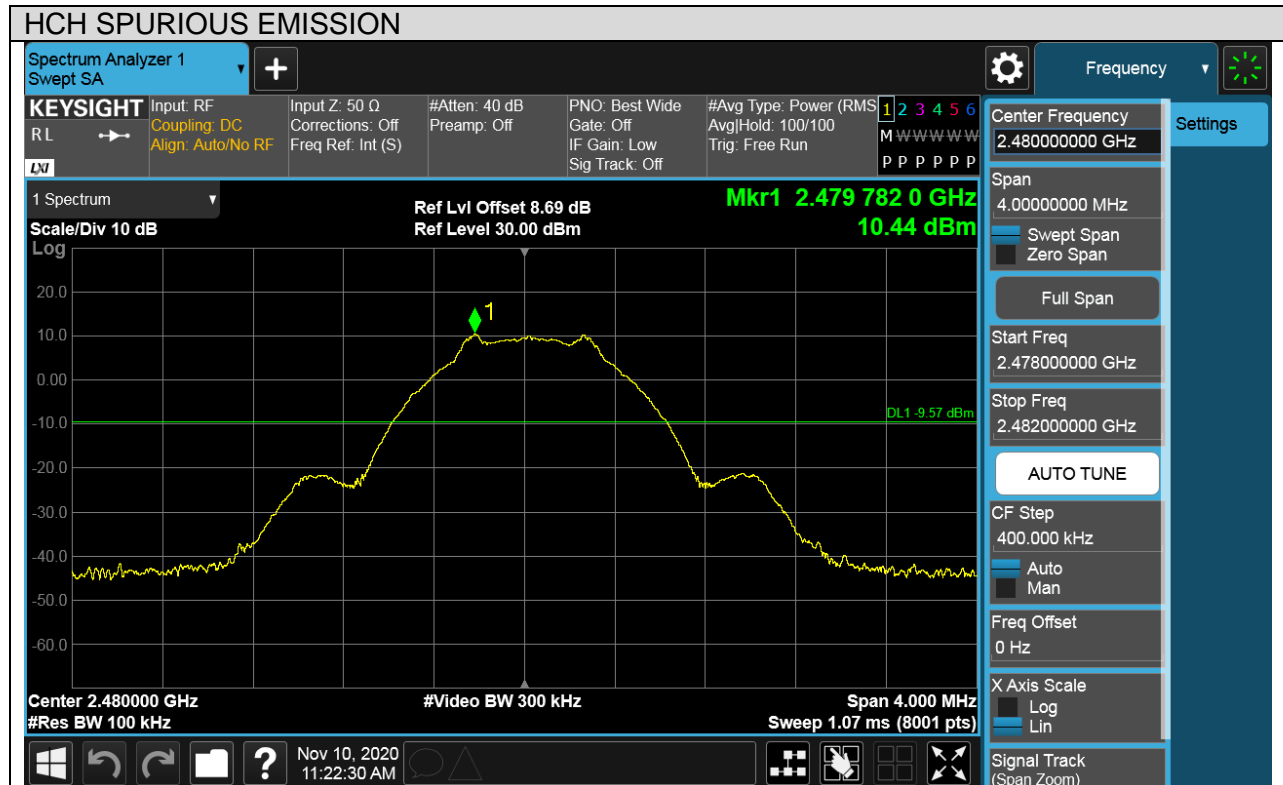 HCH SPURIOUS EMISSION
Spectrum Analyzer 1
Swept SA
Frequency
KEYSIGHT
RL
LXI
Input: RF
Coupling: DC
Align: Auto/No RF
Input Z: 50 Ω
Corrections: Off
Freq Ref: Int (S)
#Atten: 40 dB
Preamp: Off
PNO: Best Wide
Gate: Off
IF Gain: Low
Sig Track: Off
#Avg Type: Power (RMS
Avg|Hold: 100/100
Trig: Free Run
1 2 3 4 5 6
M W W W W W
P P P P P P
1 Spectrum
Scale/Div 10 dB
Ref Lvl Offset 8.69 dB
Ref Level 30.00 dBm
Mkr1 2.479 782 0 GHz
10.44 dBm
Log
20.0
10.0
0.00
-10.0
-20.0
-30.0
-40.0
-50.0
-60.0
1
DL1 -9.57 dBm
Center 2.480000 GHz
#Video BW 300 kHz
Span 4.000 MHz
#Res BW 100 kHz
Sweep 1.07 ms (8001 pts)
Nov 10, 2020
11:22:30 AM
Center Frequency
2.480000000 GHz
Span
4.00000000 MHz
Swept Span
Zero Span
Full Span
Start Freq
2.478000000 GHz
Stop Freq
2.482000000 GHz
AUTO TUNE
CF Step
400.000 kHz
Auto
Man
Freq Offset
0 Hz
X Axis Scale
Log
Lin
Signal Track
(Span Zoom)
Settings